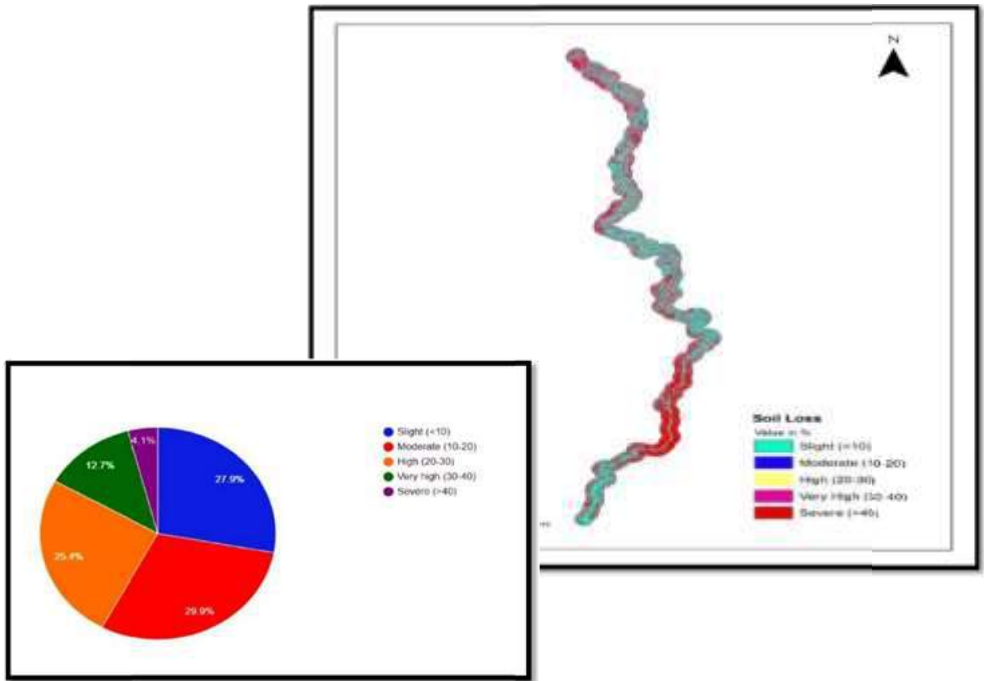 N
Soil Loss
Value in %
Slight (<10)
Moderate (10-20)
High (20-30)
Very High (30-40)
Severe (>40)
27.9%
29.9%
25.4%
12.7%
4.1%
Slight (<10)
Moderate (10-20)
High (20-30)
Very high (30-40)
Severe (>40)